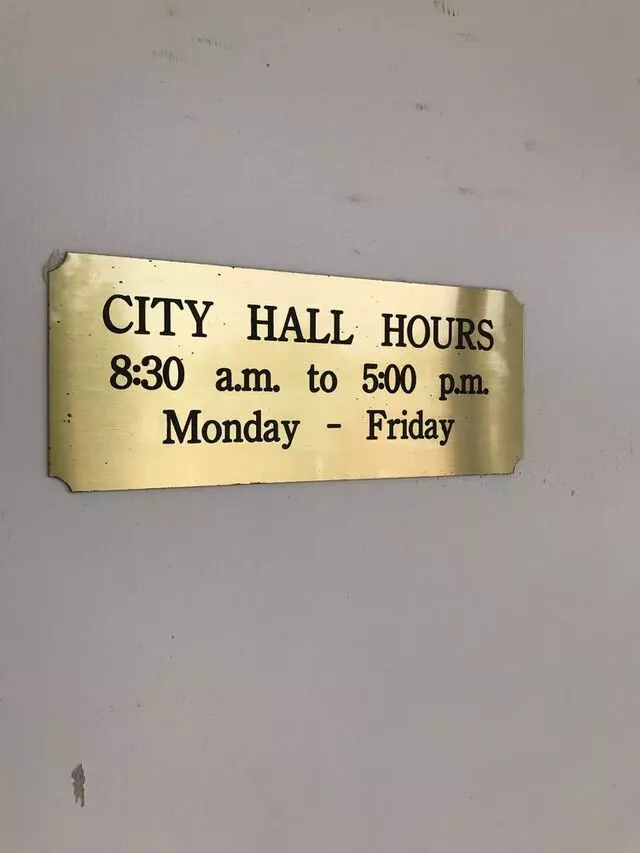 CITY HALL HOURS
8:30 a.m. to 5:00 p.m.
Monday - Friday